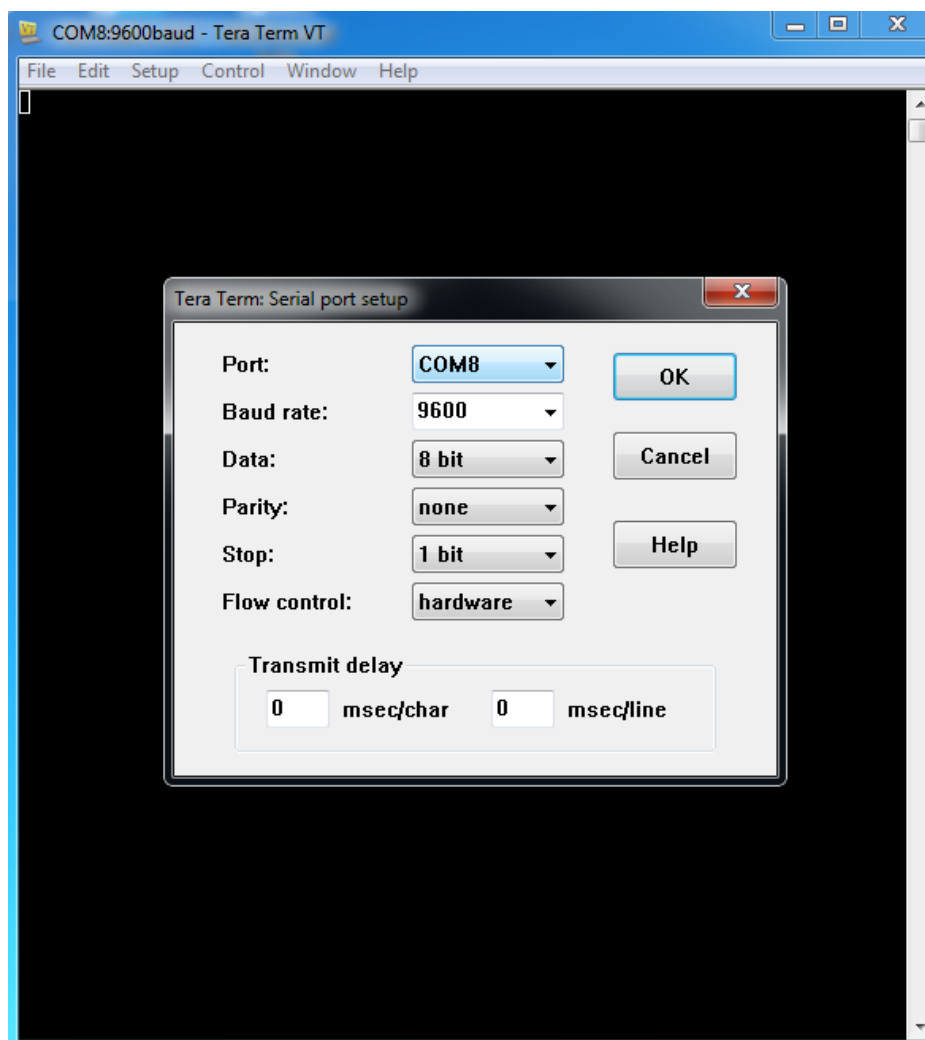 COM8:9600baud - Tera Term VT
File Edit Setup Control Window Help
Tera Term: Serial port setup
Port: COM8 OK
Baud rate: 9600
Data: 8 bit Cancel
Parity: none
Stop: 1 bit Help
Flow control: hardware
Transmit delay
0 msec/char 0 msec/line